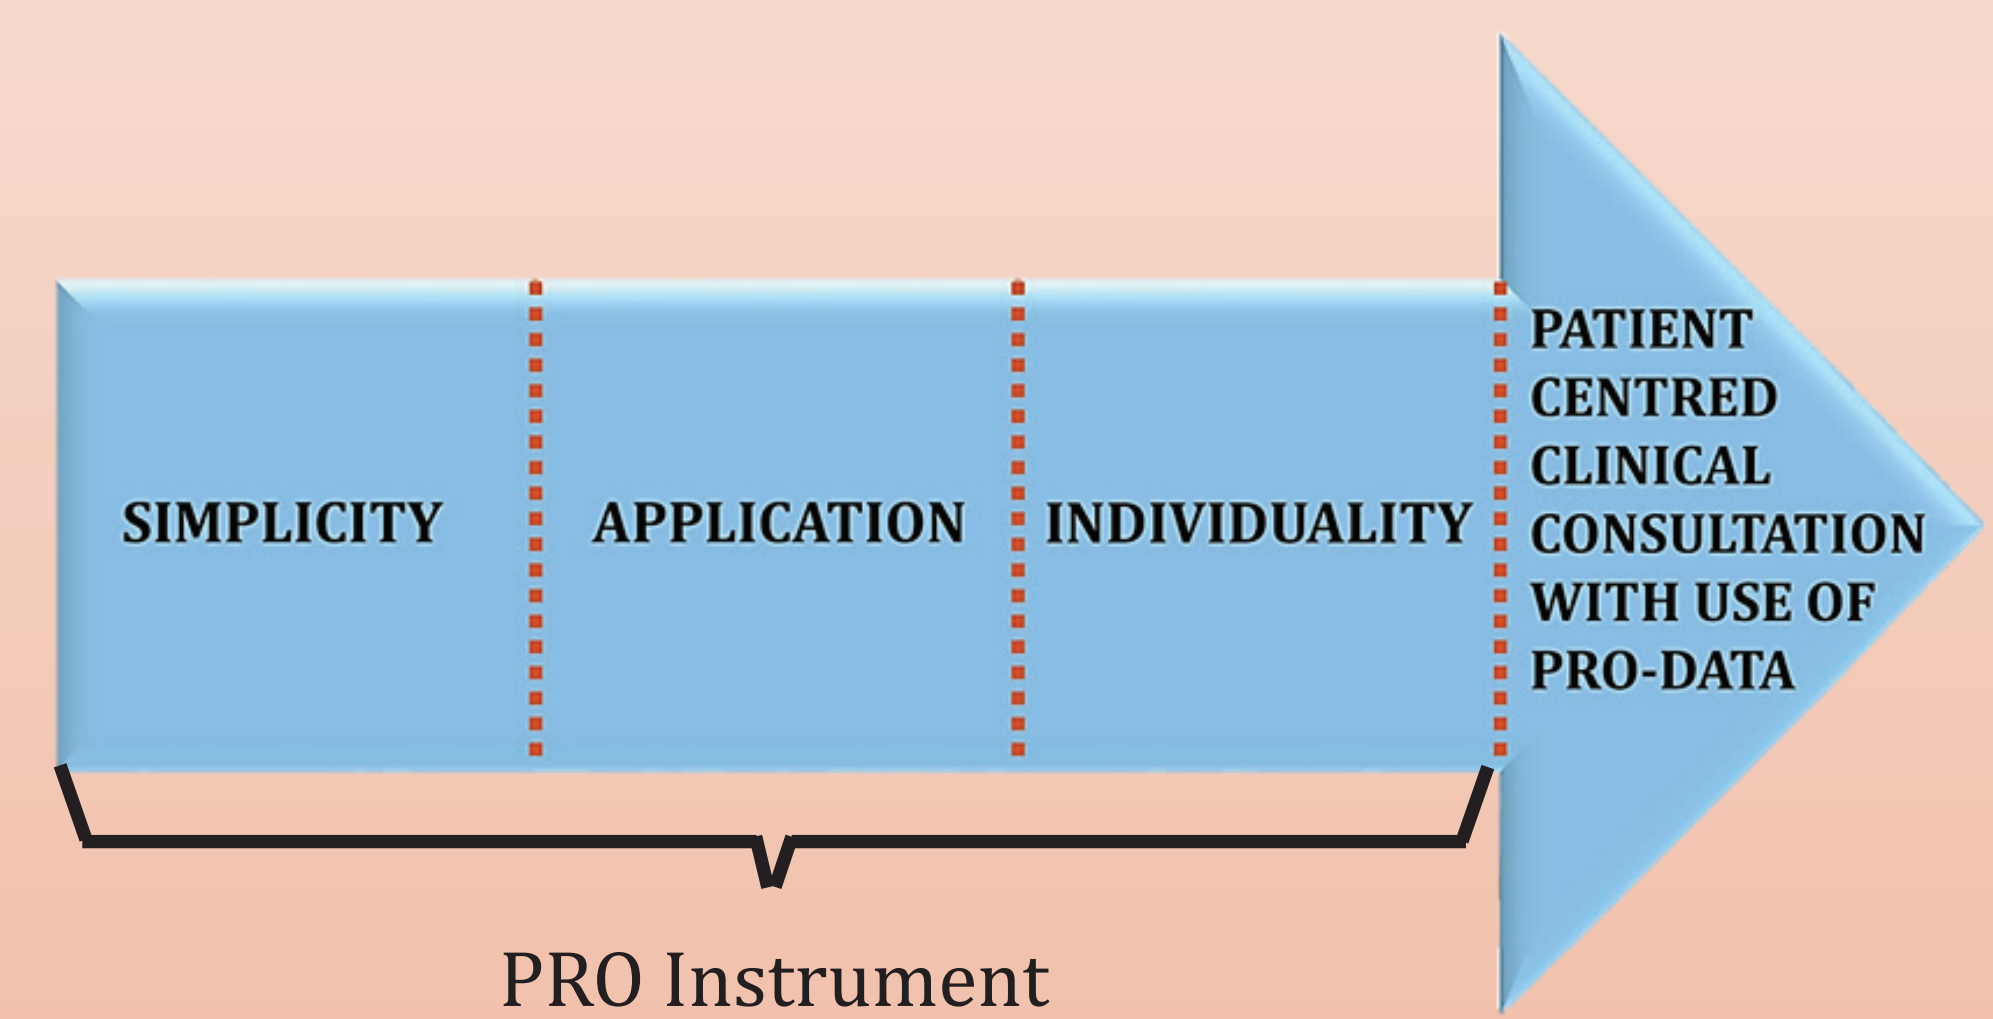 SIMPLICITY
APPLICATION
INDIVIDUALITY
PATIENT
CENTRED
CLINICAL
CONSULTATION
WITH USE OF
PRO-DATA
PRO Instrument